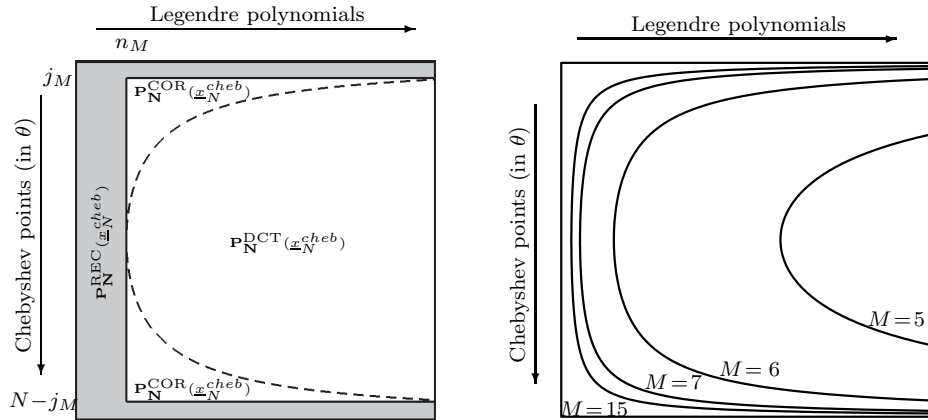 Legendre polynomials
n_M
j_M
P_N^COR(x_N^cheb)
Chebyshev points (in θ)
P_N^REC(x_N^cheb)
P_N^DCT(x_N^cheb)
P_N^COR(x_N^cheb)
N−j_M
Legendre polynomials
Chebyshev points (in θ)
M=5
M=6
M=7
M=15